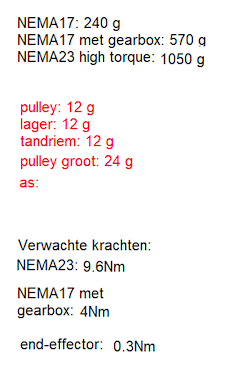 NEMA17: 240 g
NEMA17 met gearbox: 570 g
NEMA23 high torque: 1050 g
pulley: 12 g
lager: 12 g
tandriem: 12 g
pulley groot: 24 g
as:
Verwachte krachten:
NEMA23: 9.6Nm
NEMA17 met
gearbox: 4Nm
end-effector: 0.3Nm